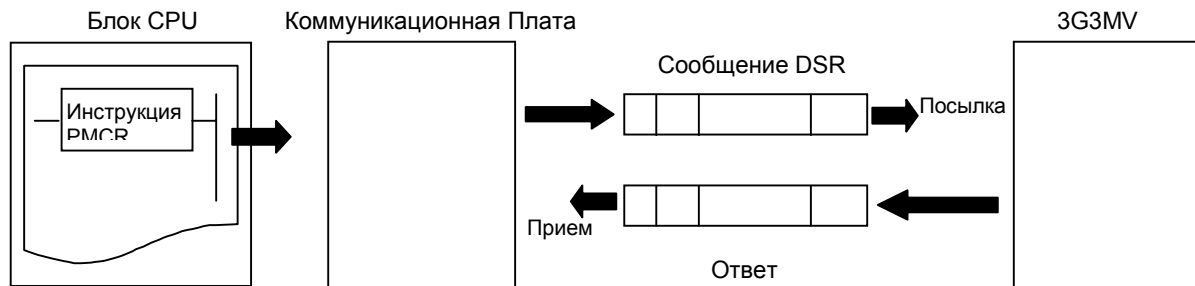 Блок CPU
Коммуникационная Плата
3G3MV
Сообщение DSR
Инструкция
PMCR
Посылка
Прием
Ответ